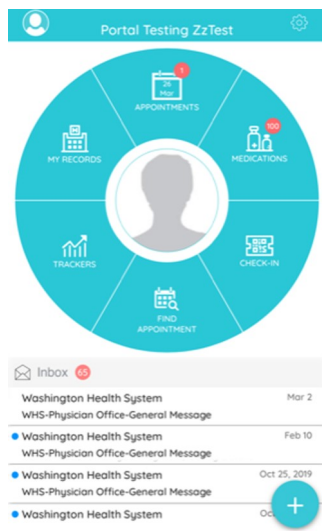 Portal Testing ZzTest
1
26
Mar
APPOINTMENTS
100
MY RECORDS
MEDICATIONS
TRACKERS
CHECK-IN
FIND
APPOINTMENT
Inbox 65
Washington Health System Mar 2
WHS-Physician Office-General Message
Washington Health System Feb 10
WHS-Physician Office-General Message
Washington Health System Oct 25, 2019
WHS-Physician Office-General Message
Washington Health System